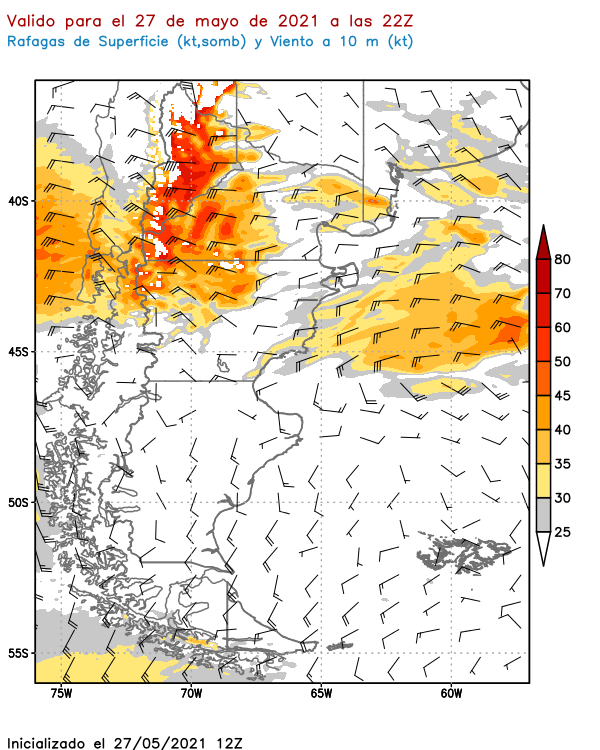 Valido para el 27 de mayo de 2021 a las 22Z
Rafagas de Superficie (kt,somb) y Viento a 10 m (kt)
40S
45S
50S
55S
75W 70W 65W 60W
80
70
60
50
45
40
35
30
25
Inicializado el 27/05/2021 12Z